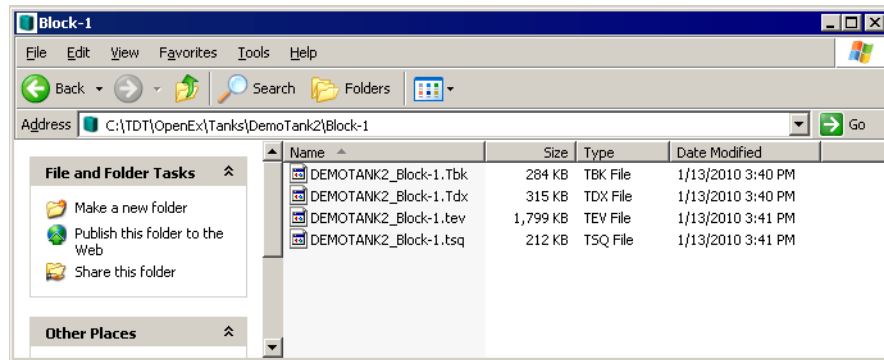 Block-1
File Edit View Favorites Tools Help
Back Search Folders
Address C:\TDT\OpenEx\Tanks\DemoTank2\Block-1 Go
File and Folder Tasks
Make a new folder
Publish this folder to the
Web
Share this folder
Other Places
Name Size Type Date Modified
DEMOTANK2_Block-1.Tbk 284 KB TBK File 1/13/2010 3:40 PM
DEMOTANK2_Block-1.Tdx 315 KB TDX File 1/13/2010 3:40 PM
DEMOTANK2_Block-1.tev 1,799 KB TEV File 1/13/2010 3:41 PM
DEMOTANK2_Block-1.tsq 212 KB TSQ File 1/13/2010 3:41 PM